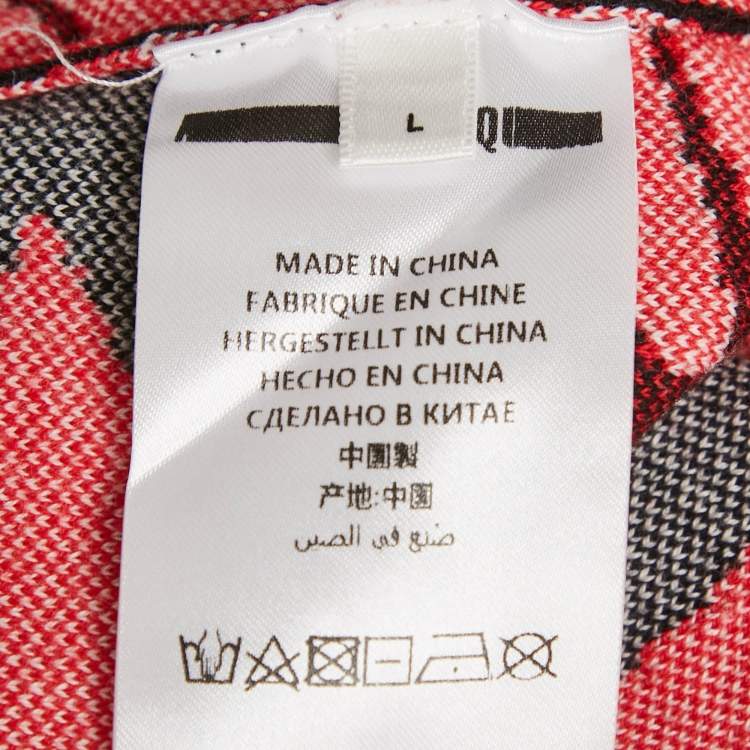 L
MADE IN CHINA
FABRIQUE EN CHINE
HERGESTELLT IN CHINA
HECHO EN CHINA
СДЕЛАНО В КИТАЕ
中國製
产地:中国
صنع في الصين